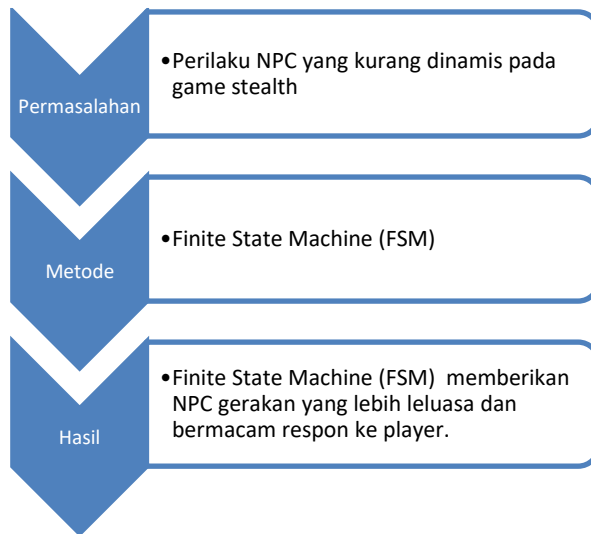 Permasalahan
•Perilaku NPC yang kurang dinamis pada
game stealth
Metode
•Finite State Machine (FSM)
Hasil
•Finite State Machine (FSM) memberikan
NPC gerakan yang lebih leluasa dan
bermacam respon ke player.